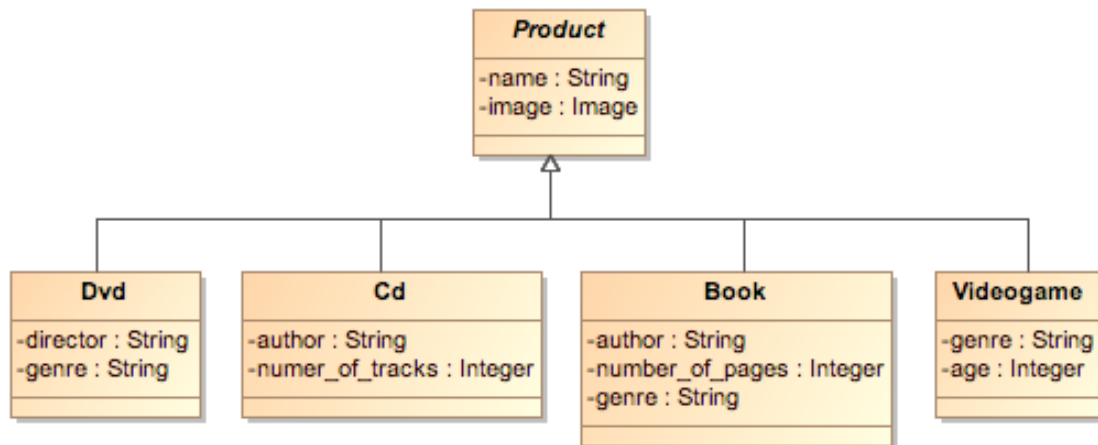 Product
-name : String
-image : Image
Dvd
-director : String
-genre : String
Cd
-author : String
-numer_of_tracks : Integer
Book
-author : String
-number_of_pages : Integer
-genre : String
Videogame
-genre : String
-age : Integer